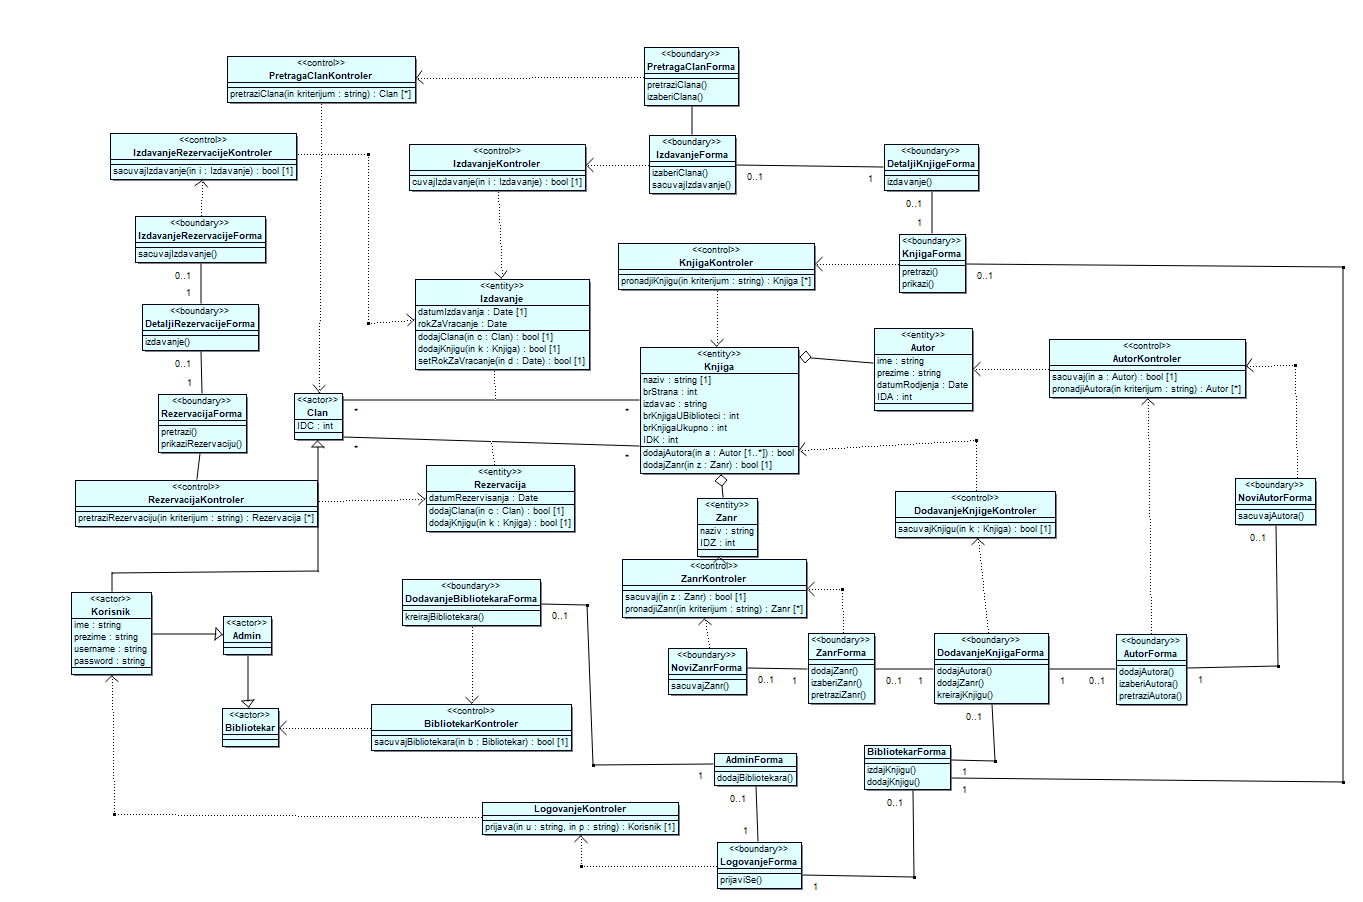 <<control>>
PretragaClanKontroler
pretraziClana(in kriterijum : string) : Clan [*]
<<boundary>>
PretragaClanForma
pretraziClana()
izaberiClana()
<<control>>
IzdavanjeRezervacijeKontroler
sacuvajIzdavanje(in i : Izdavanje) : bool [1]
<<control>>
IzdavanjeKontroler
cuvajIzdavanje(in i : Izdavanje) : bool [1]
<<boundary>>
IzdavanjeForma
izaberiClana()
sacuvajIzdavanje()
0..1
1
<<boundary>>
DetaljiKnjigeForma
izdavanje()
0..1
1
<<boundary>>
IzdavanjeRezervacijeForma
sacuvajIzdavanje()
0..1
1
<<control>>
KnjigaKontroler
pronadjiKnjigu(in kriterijum : string) : Knjiga [*]
<<boundary>>
KnjigaForma
pretrazi()
prikazi()
0..1
<<boundary>>
DetaljiRezervacijeForma
izdavanje()
0..1
1
<<entity>>
Izdavanje
datumIzdavanja : Date [1]
rokZaVracanje : Date
dodajClana(in c : Clan) : bool [1]
dodajKnjigu(in k : Knjiga) : bool [1]
setRokZaVracanje(in d : Date) : bool [1]
<<entity>>
Knjiga
naziv : string [1]
brStrana : int
izdavac : string
brKnjigaUBiblioteci : int
brKnjigaUkupno : int
IDK : int
dodajAutora(in a : Autor [1..*]) : bool
dodajZanr(in z : Zanr) : bool [1]
<<entity>>
Autor
ime : string
prezime : string
datumRodjenja : Date
IDA : int
<<control>>
AutorKontroler
sacuvaj(in a : Autor) : bool [1]
pronadjiAutora(in kriterijum : string) : Autor [*]
<<boundary>>
RezervacijaForma
pretrazi()
prikaziRezervaciju()
<<actor>>
Clan
IDC : int
*
*
*
*
<<control>>
RezervacijaKontroler
pretraziRezervaciju(in kriterijum : string) : Rezervacija [*]
<<entity>>
Rezervacija
datumRezervisanja : Date
dodajClana(in c : Clan) : bool [1]
dodajKnjigu(in k : Knjiga) : bool [1]
<<entity>>
Zanr
naziv : string
IDZ : int
<<control>>
DodavanjeKnjigeKontroler
sacuvajKnjigu(in k : Knjiga) : bool [1]
<<boundary>>
NoviAutorForma
sacuvajAutora()
0..1
<<control>>
ZanrKontroler
sacuvaj(in z : Zanr) : bool [1]
pronadjiZanr(in kriterijum : string) : Zanr [*]
<<actor>>
Korisnik
ime : string
prezime : string
username : string
password : string
<<actor>>
Admin
<<boundary>>
DodavanjeBibliotekaraForma
kreirajBibliotekara()
0..1
<<boundary>>
NoviZanrForma
sacuvajZanr()
0..1
1
<<boundary>>
ZanrForma
dodajZanr()
izaberiZanr()
pretraziZanr()
0..1
1
<<boundary>>
DodavanjeKnjigaForma
dodajAutora()
dodajZanr()
kreirajKnjigu()
1
0..1
<<boundary>>
AutorForma
dodajAutora()
izaberiAutora()
pretraziAutora()
1
0..1
<<actor>>
Bibliotekar
<<control>>
BibliotekarKontroler
sacuvajBibliotekara(in b : Bibliotekar) : bool [1]
AdminForma
dodajBibliotekara()
1
0..1
1
BibliotekarForma
izdajKnjigu()
dodajKnjigu()
1
1
0..1
LogovanjeKontroler
prijava(in u : string, in p : string) : Korisnik [1]
<<boundary>>
LogovanjeForma
prijaviSe()
1